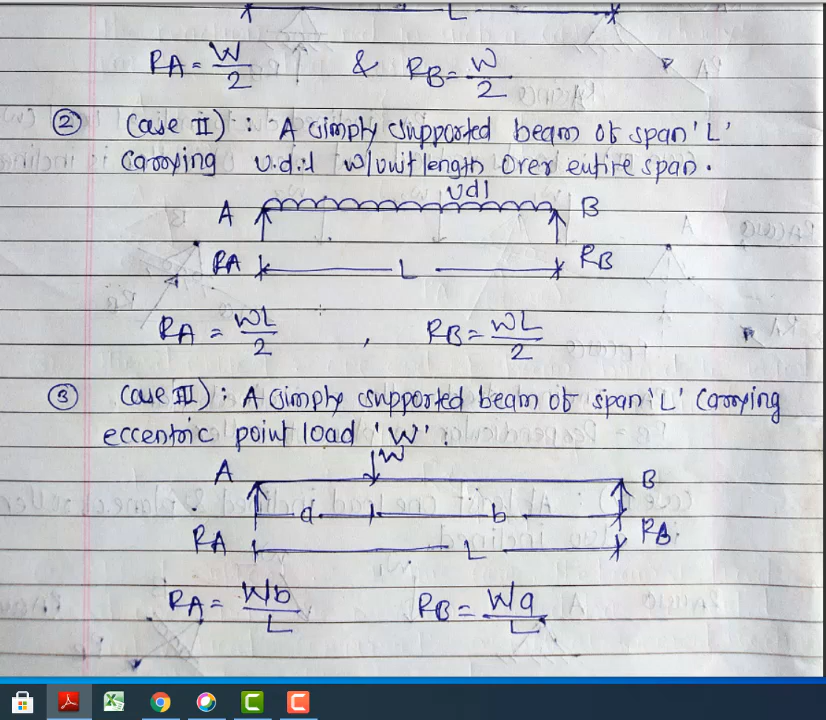 L
RA = W/2 & RB = W/2
② Case II) : A simply supported beam of span 'L'
carrying u.d.l w/unit length over entire span.
udl
A B
RA L RB
RA = WL/2 , RB = WL/2
③ Case III) : A simply supported beam of span 'L' carrying
eccentric point load 'W' :
W
A B
a b
RA L RB.
RA = Wb/L RB = Wa/L